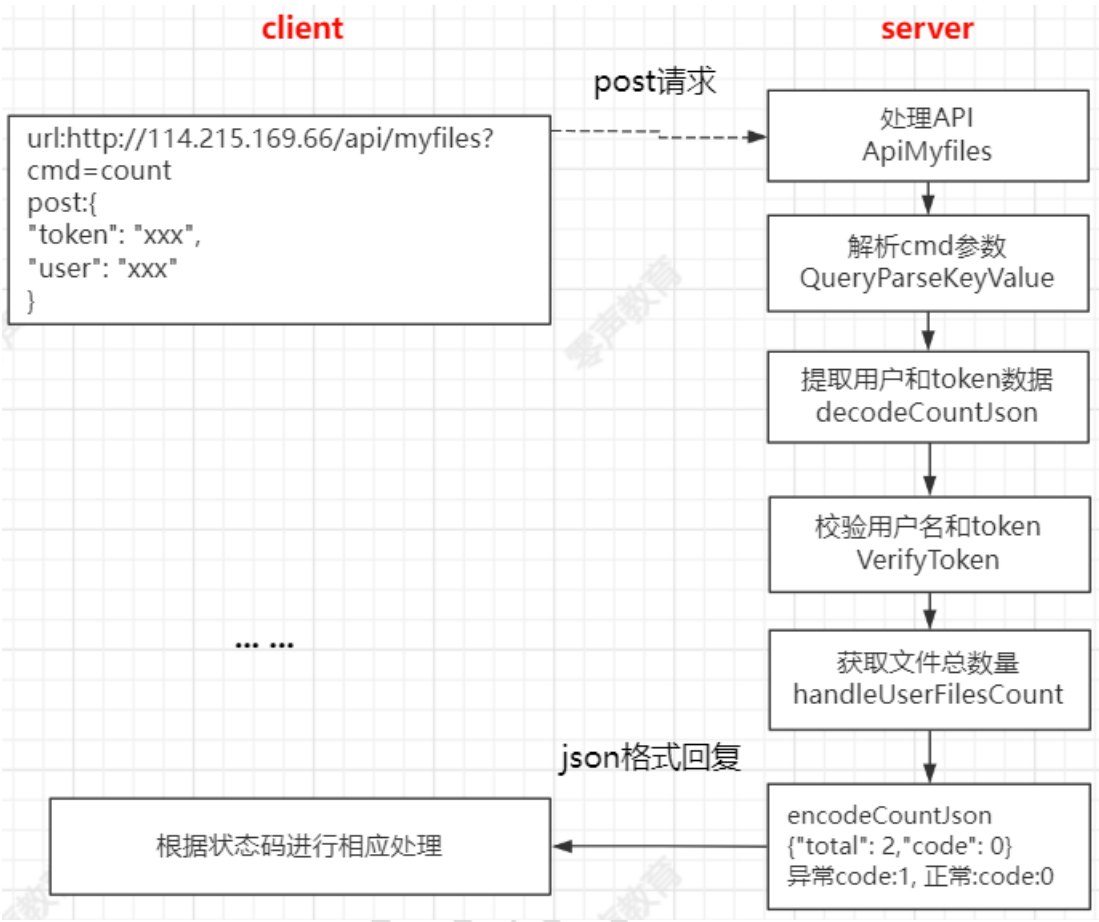 client
server
post请求
url:http://114.215.169.66/api/myfiles?
cmd=count
post:{
"token": "xxx",
"user": "xxx"
}
处理API
ApiMyfiles
解析cmd参数
QueryParseKeyValue
零声教育
提取用户和token数据
decodeCountJson
校验用户名和token
VerifyToken
... ...
获取文件总数量
handleUserFilesCount
json格式回复
encodeCountJson
{"total": 2,"code": 0}
异常code:1, 正常:code:0
根据状态码进行相应处理